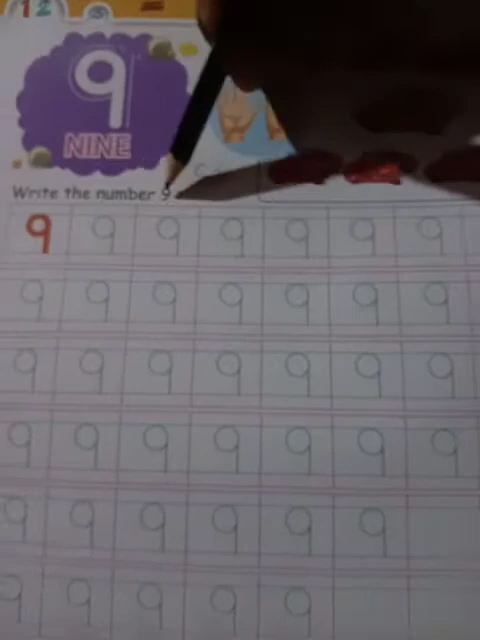 1 2
9
NINE
Write the number 9
9 9 9 9 9 9 9
9 9 9 9 9 9 9
9 9 9 9 9 9 9
9 9 9 9 9 9 9
9 9 9 9 9 9
9 9 9 9 9